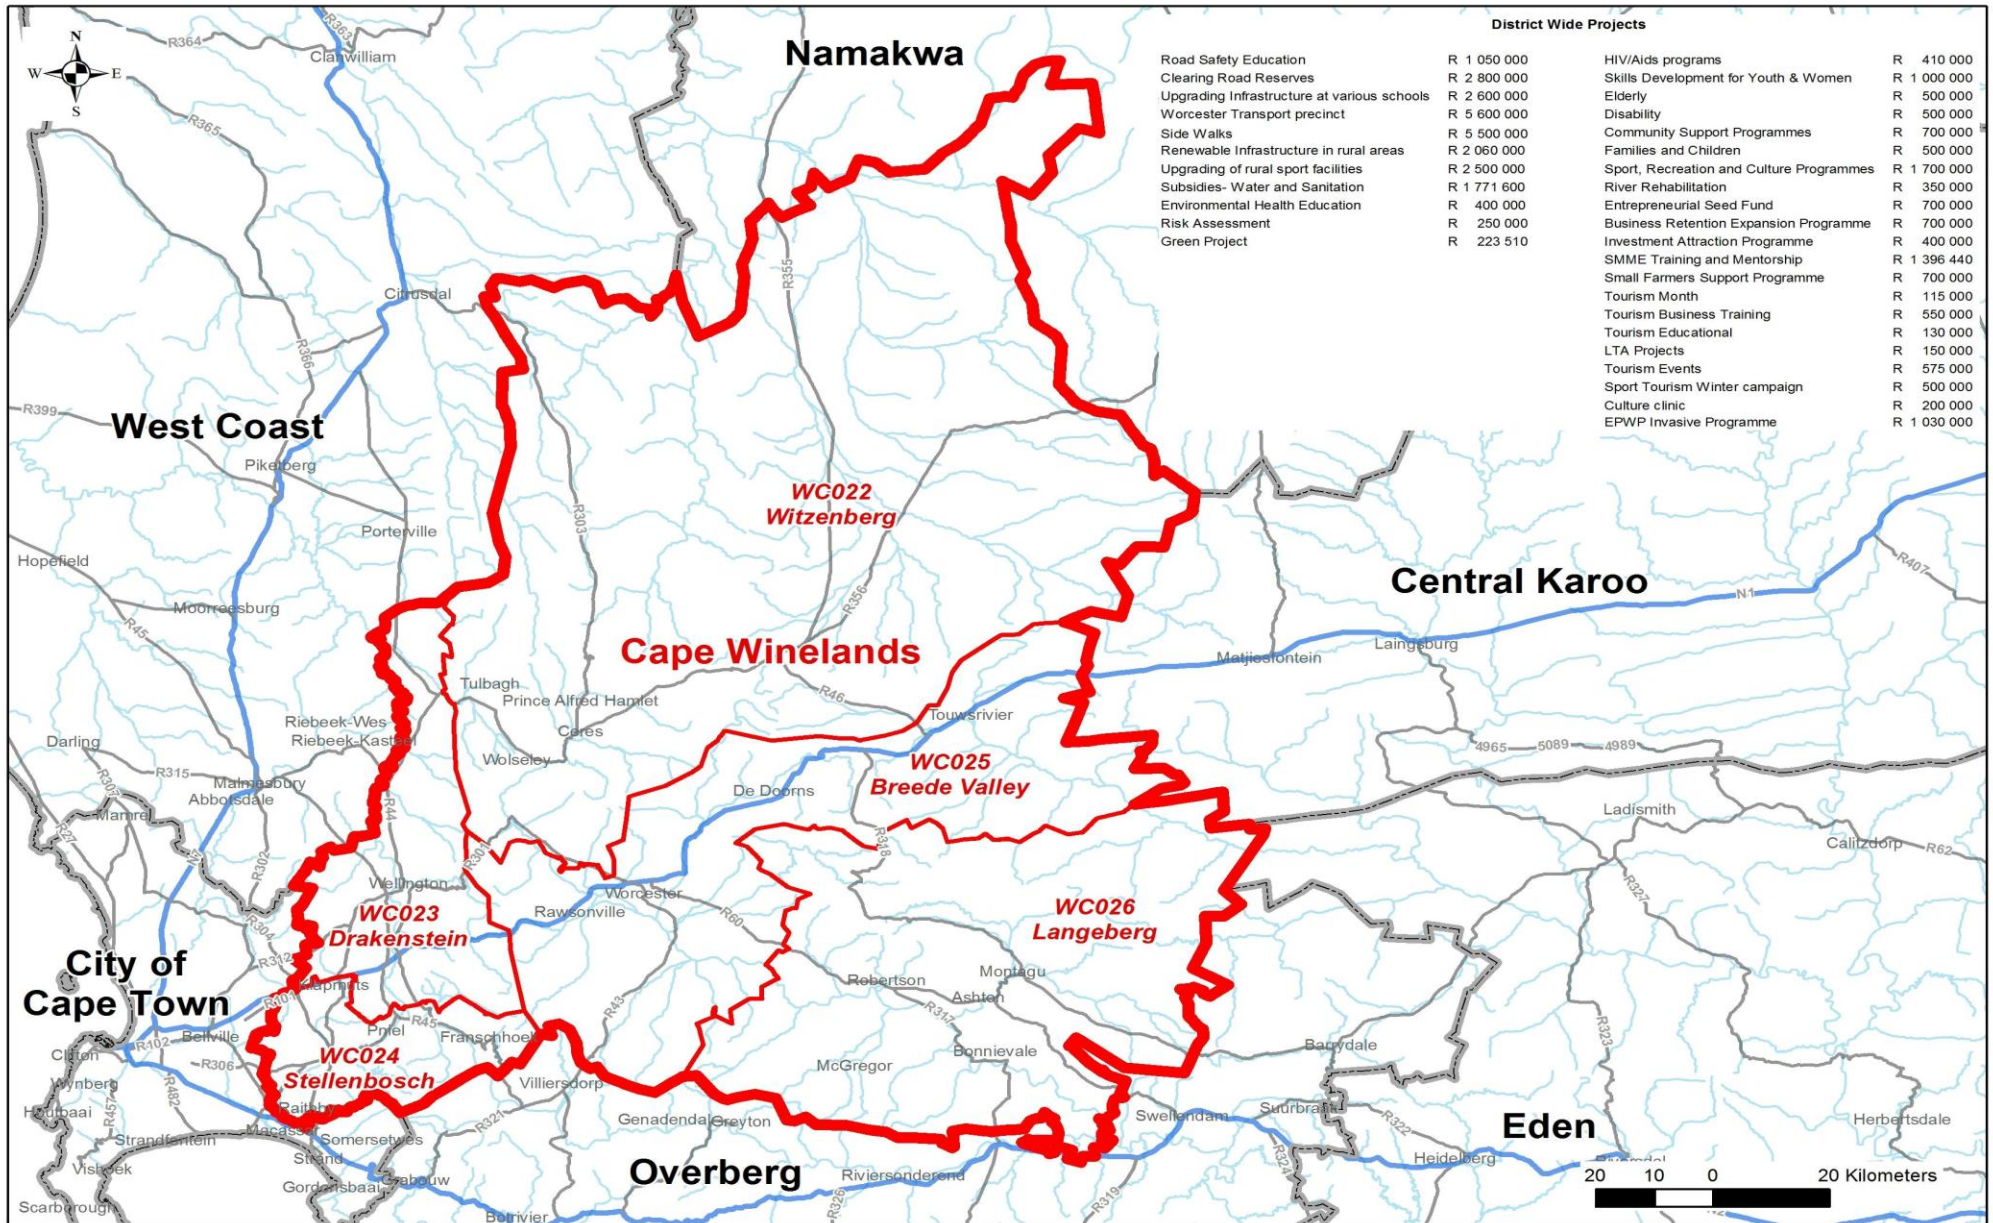 District Wide Projects
Road Safety Education R 1 050 000
Clearing Road Reserves R 2 800 000
Upgrading Infrastructure at various schools R 2 600 000
Worcester Transport precinct R 5 600 000
Side Walks R 5 500 000
Renewable Infrastructure in rural areas R 2 060 000
Upgrading of rural sport facilities R 2 500 000
Subsidies- Water and Sanitation R 1 771 600
Environmental Health Education R 400 000
Risk Assessment R 250 000
Green Project R 223 510
HIV/Aids programs R 410 000
Skills Development for Youth & Women R 1 000 000
Elderly R 500 000
Disability R 500 000
Community Support Programmes R 700 000
Families and Children R 500 000
Sport, Recreation and Culture Programmes R 1 700 000
River Rehabilitation R 350 000
Entrepreneurial Seed Fund R 700 000
Business Retention Expansion Programme R 700 000
Investment Attraction Programme R 400 000
SMME Training and Mentorship R 1 396 440
Small Farmers Support Programme R 700 000
Tourism Month R 115 000
Tourism Business Training R 550 000
Tourism Educational R 130 000
LTA Projects R 150 000
Tourism Events R 575 000
Sport Tourism Winter campaign R 500 000
Culture clinic R 200 000
EPWP Invasive Programme R 1 030 000
N
W E
S
R364
R363
Clanwilliam
Namakwa
R365
R355
Citrusdal
R366
R399
West Coast
Piketberg
WC022
Witzenberg
R303
Porterville
Hopefield
Central Karoo
R407
N1
R356
Moorreesburg
R45
Cape Winelands
Laingsburg
Matjiesfontein
Tulbagh
R46
Prince Alfred Hamlet
Touwsrivier
Riebeek-Wes
Riebeek-Kasteel
Ceres
Darling
Wolseley
4965 5089 4989
R315
R307
Malmesbury
Abbotsdale
WC025
Breede Valley
De Doorns
R44
Mamre
Ladismith
R27
R318
Calitzdorp
R62
R302
R301
Wellington
Worcester
R327
WC023
Drakenstein
Rawsonville
R60
WC026
Langeberg
R304
City of
Cape Town
R312
Klapmuts
Robertson
Montagu
Ashton
R101
R43
R317
Pniel
R45
Franschhoek
Bellville
R102
R323
Clifton
R306
WC024
Stellenbosch
Bonnievale
Barrydale
McGregor
Wynberg
R482
R457
Villiersdorp
Houtbaai
Raithby
R321
Genadendal
Greyton
Swellendam
Suurbraak
R322
Herbertsdale
Macassar
Strandfontein
Somersetwes
Eden
Strand
Vishoek
Overberg
Riviersonderend
R324
Heidelberg
Grabouw
Gordonsbaai
20 10 0 20 Kilometers
Scarborough
R326
R319
Botrivier